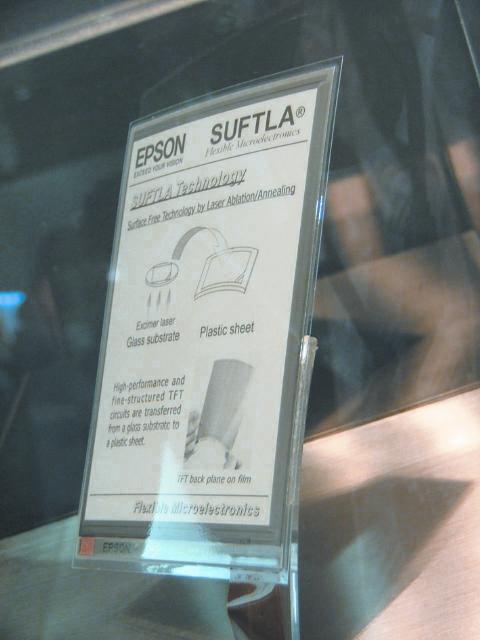 EPSON SUFTLA®
EXCEED YOUR VISION Flexible Microelectronics
SUFTLA Technology
Surface Free Technology by Laser Ablation/Annealing
Excimer laser
Glass substrate
Plastic sheet
High-performance and
fine-structured TFT
circuits are transferred
from a glass substrate to
a plastic sheet.
TFT back plane on film
Flexible Microelectronics
EPSON